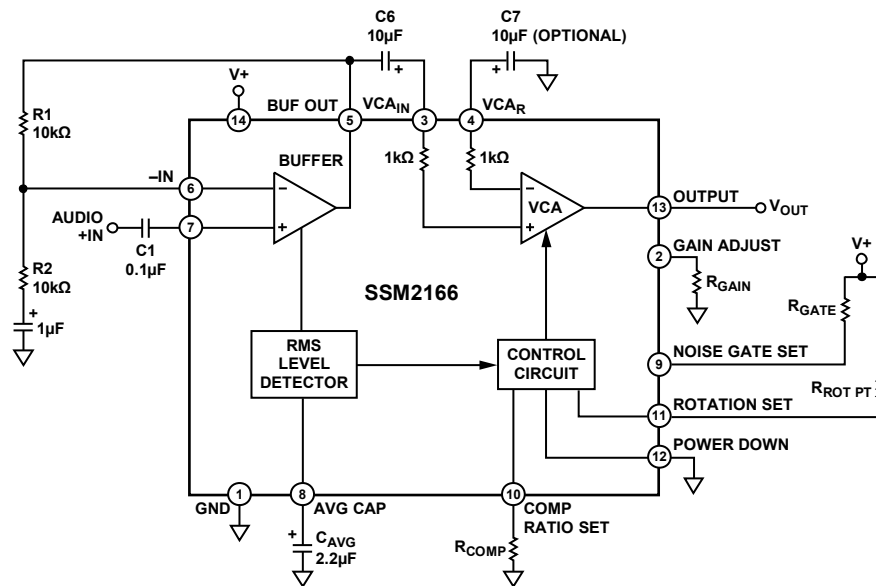 C6
10µF
C7
10µF (OPTIONAL)
V+
BUF OUT
VCAIN
VCAR
14
5
3
4
R1
10kΩ
1kΩ
1kΩ
BUFFER
–IN
6
–
–
OUTPUT
AUDIO
+IN
7
+
VCA
+
13
VOUT
C1
0.1µF
GAIN ADJUST
2
V+
R2
10kΩ
RGAIN
SSM2166
RGATE
+
1µF
RMS
LEVEL
DETECTOR
CONTROL
CIRCUIT
NOISE GATE SET
9
RROT PT
ROTATION SET
11
POWER DOWN
12
GND
1
8
AVG CAP
10
COMP
RATIO SET
+
CAVG
2.2µF
RCOMP
+
+